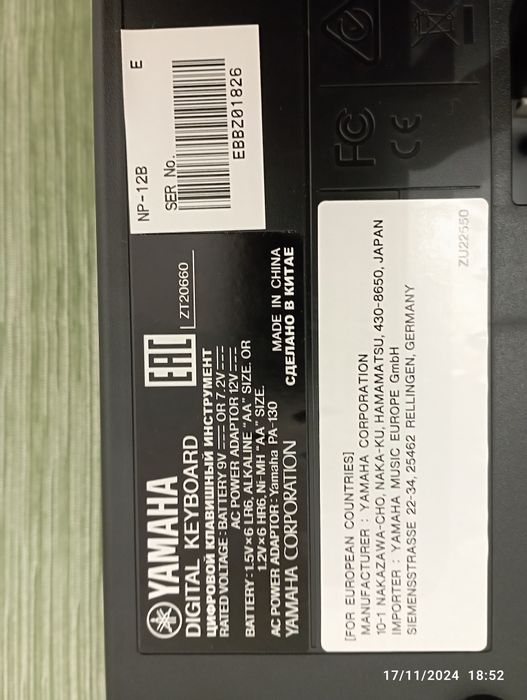 YAMAHA
DIGITAL KEYBOARD
ЦИФРОВОЙ КЛАВИШНЫЙ ИНСТРУМЕНТ
RATED VOLTAGE : BATTERY 9V OR 7.2V
AC POWER ADAPTOR 12V
BATTERY : 1.5V×6 LR6, ALKALINE "AA" SIZE. OR
1.2V×6 HR6, Ni-MH "AA" SIZE.
AC POWER ADAPTOR : Yamaha PA-130
YAMAHA CORPORATION
MADE IN CHINA
СДЕЛАНО В КИТАЕ
EAC
ZT20660
NP-12B E
SER No.
EBBZ01826
FC CE
[FOR EUROPEAN COUNTRIES]
MANUFACTURER : YAMAHA CORPORATION
10-1 NAKAZAWA-CHO, NAKA-KU, HAMAMATSU, 430-8650, JAPAN
IMPORTER : YAMAHA MUSIC EUROPE GmbH
SIEMENSSTRASSE 22-34, 25462 RELLINGEN, GERMANY
ZU22550
17/11/2024 18:52